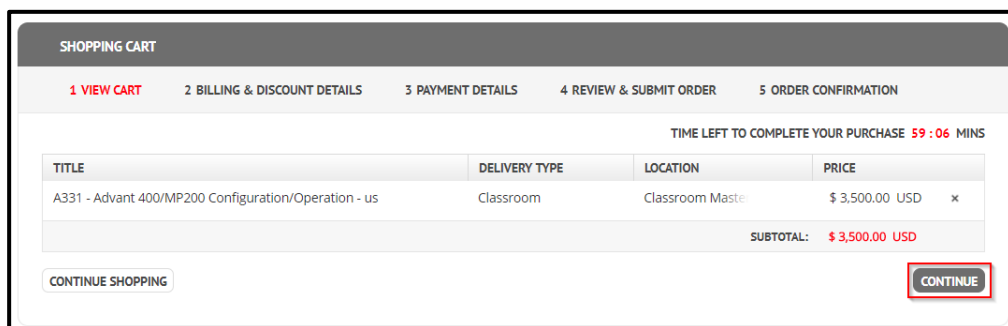 SHOPPING CART
1 VIEW CART 2 BILLING & DISCOUNT DETAILS 3 PAYMENT DETAILS 4 REVIEW & SUBMIT ORDER 5 ORDER CONFIRMATION
TIME LEFT TO COMPLETE YOUR PURCHASE 59 : 06 MINS
TITLE DELIVERY TYPE LOCATION PRICE
A331 - Advant 400/MP200 Configuration/Operation - us Classroom Classroom $ 3,500.00 USD ×
SUBTOTAL: $ 3,500.00 USD
CONTINUE SHOPPING CONTINUE